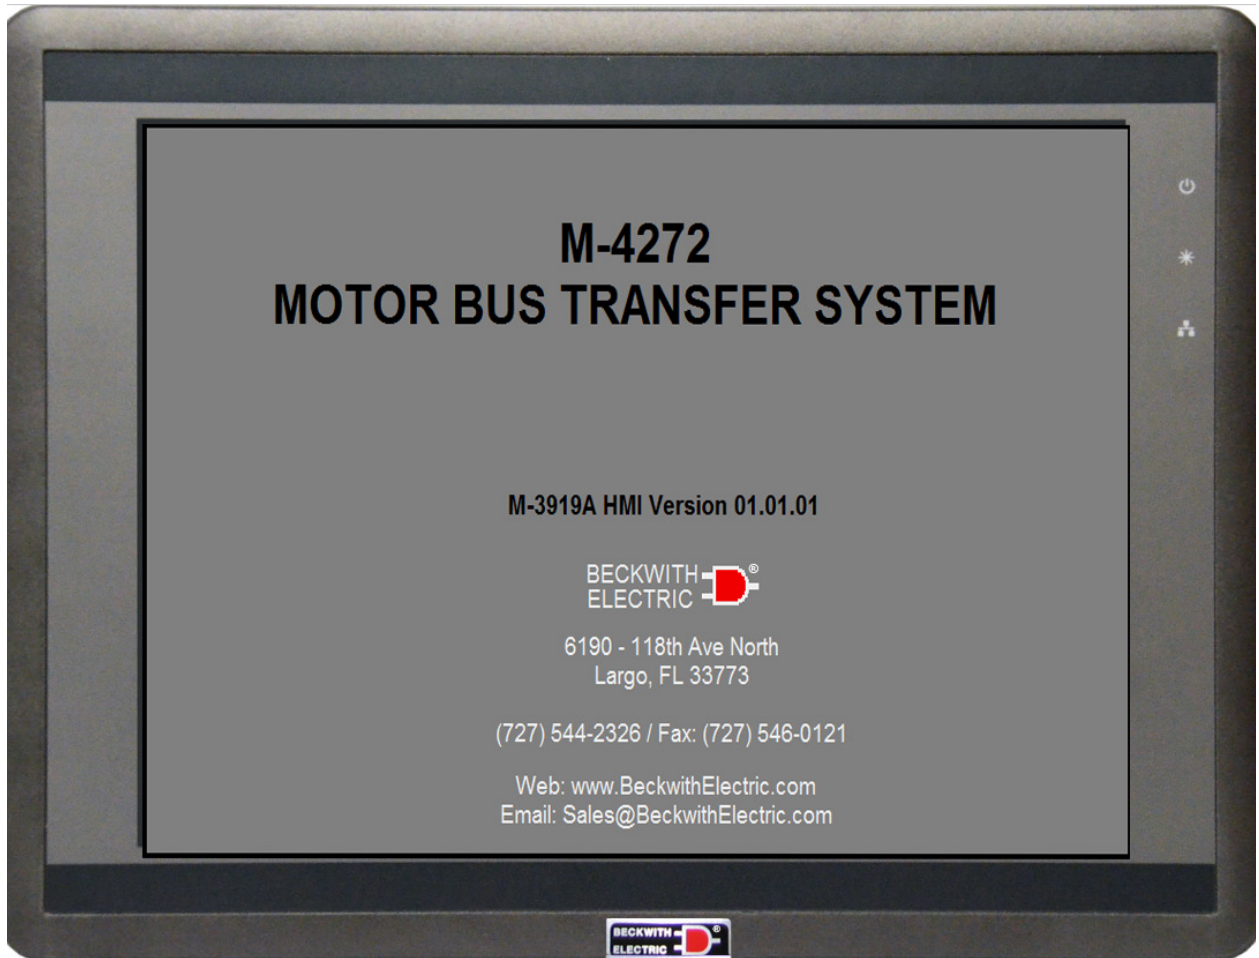 M-4272
MOTOR BUS TRANSFER SYSTEM
M-3919A HMI Version 01.01.01
BECKWITH
ELECTRIC ®
6190 - 118th Ave North
Largo, FL 33773
(727) 544-2326 / Fax: (727) 546-0121
Web: www.BeckwithElectric.com
Email: Sales@BeckwithElectric.com
BECKWITH ®
ELECTRIC